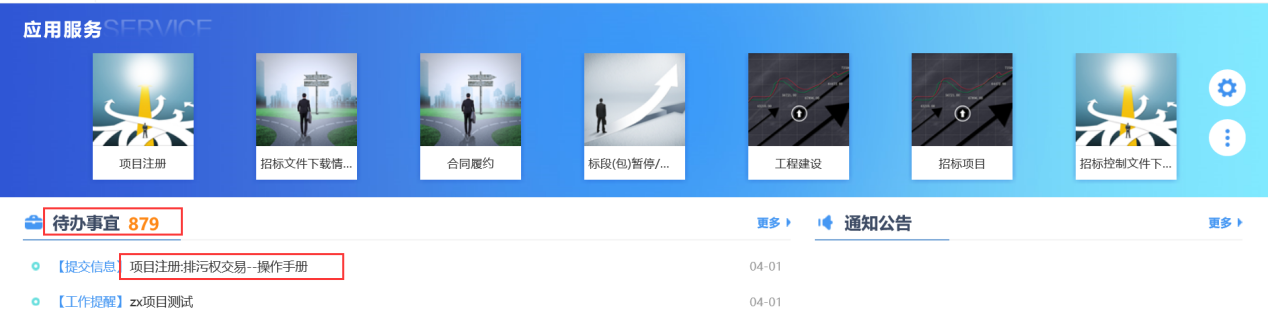 应用服务SERVICE
项目注册
招标文件下载情...
合同履约
标段(包)暂停/...
工程建设
招标项目
招标控制文件下...
待办事宜 879
更多
通知公告
更多
【提交信息】项目注册:排污权交易--操作手册 04-01
【工作提醒】zx项目测试 04-01